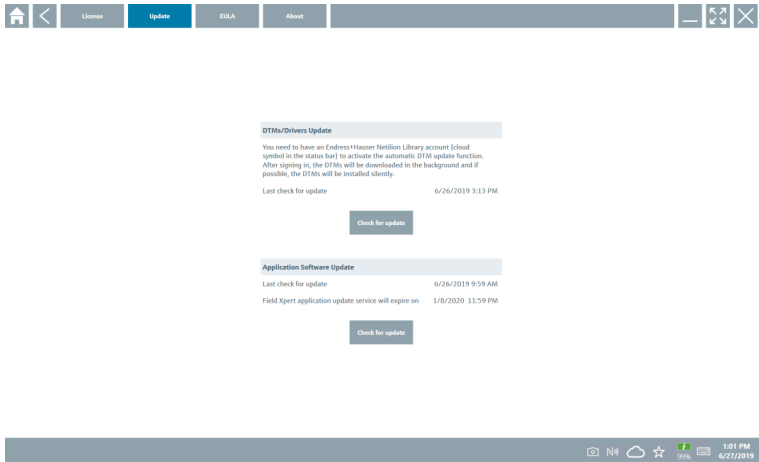 License Update EULA About
DTMs/Drivers Update
You need to have an Endress+Hauser Netilion Library account (cloud
symbol in the status bar) to activate the automatic DTM update function.
After signing in, the DTMs will be downloaded in the background and if
possible, the DTMs will be installed silently.
Last check for update 6/26/2019 3:13 PM
Check for update
Application Software Update
Last check for update 6/26/2019 9:59 AM
Field Xpert application update service will expire on 1/8/2020 11:59 PM
Check for update
99% 1:01 PM
6/27/2019